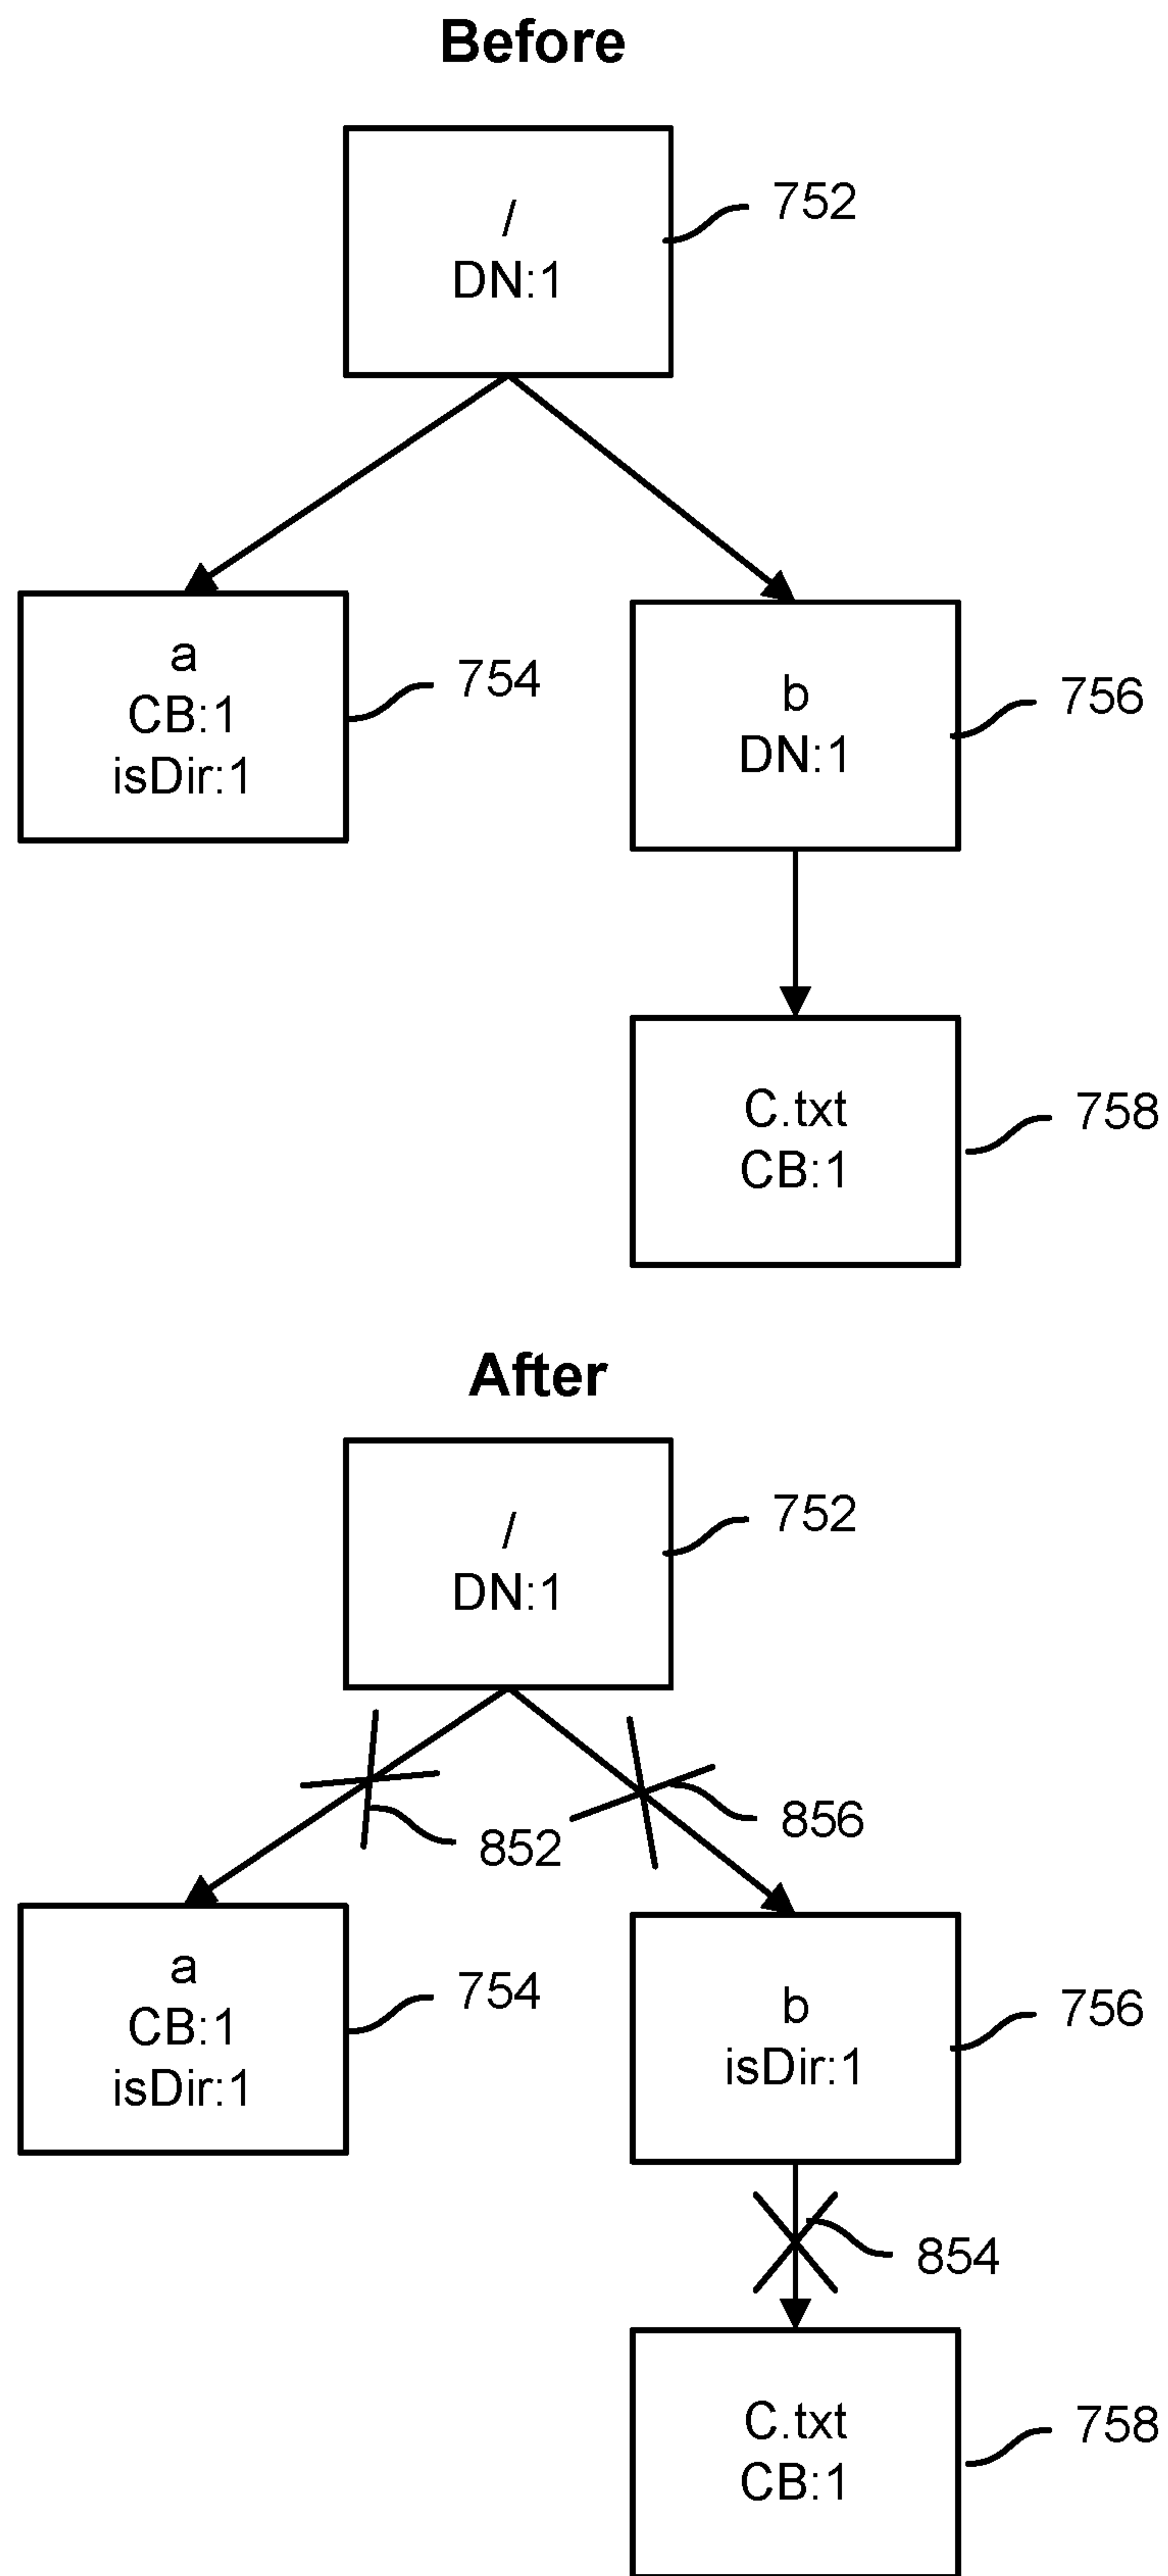 Before
/
DN:1
752
a
CB:1
isDir:1
754
b
DN:1
756
C.txt
CB:1
758
After
/
DN:1
752
852
856
a
CB:1
isDir:1
754
b
isDir:1
756
854
C.txt
CB:1
758